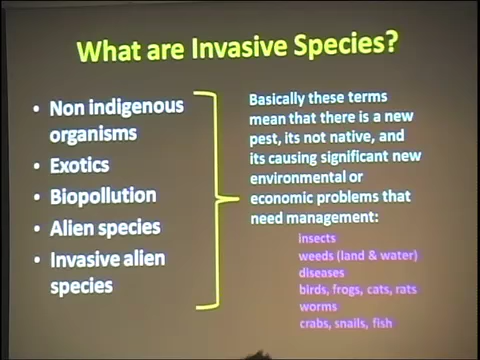 What are Invasive Species?
• Non indigenous
organisms
• Exotics
• Biopollution
• Alien species
• Invasive alien
species
Basically these terms
mean that there is a new
pest, its not native, and
its causing significant new
environmental or
economic problems that
need management:
insects
weeds (land & water)
diseases
birds, frogs, cats, rats
worms
crabs, snails, fish